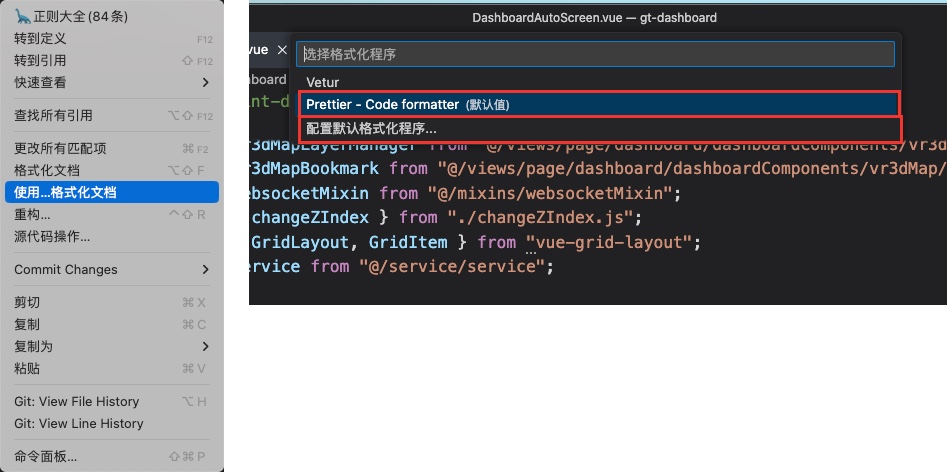 正则大全(84条)
转到定义 F12
转到引用 ⇧ F12
快速查看
查找所有引用 ⌥⇧ F12
更改所有匹配项 ⌘ F2
格式化文档 ⌥⇧ F
使用...格式化文档
重构... ^⇧ R
源代码操作...
Commit Changes
剪切 ⌘ X
复制 ⌘ C
复制为
粘贴 ⌘ V
Git: View File History ⌥ H
Git: View Line History
命令面板... ⇧⌘ P
DashboardAutoScreen.vue — gt-dashboard
vue ×
选择格式化程序
board
Vetur
int-d
Prettier - Code formatter (默认值)
配置默认格式化程序...
r3dMapLayerManager from "@/views/page/dashboard/dashboardComponents/vr3d
r3dMapBookmark from "@/views/page/dashboard/dashboardComponents/vr3dMap/
ebsocketMixin from "@/mixins/websocketMixin";
changeZIndex } from "./changeZIndex.js";
GridLayout, GridItem } from "vue-grid-layout";
ervice from "@/service/service";